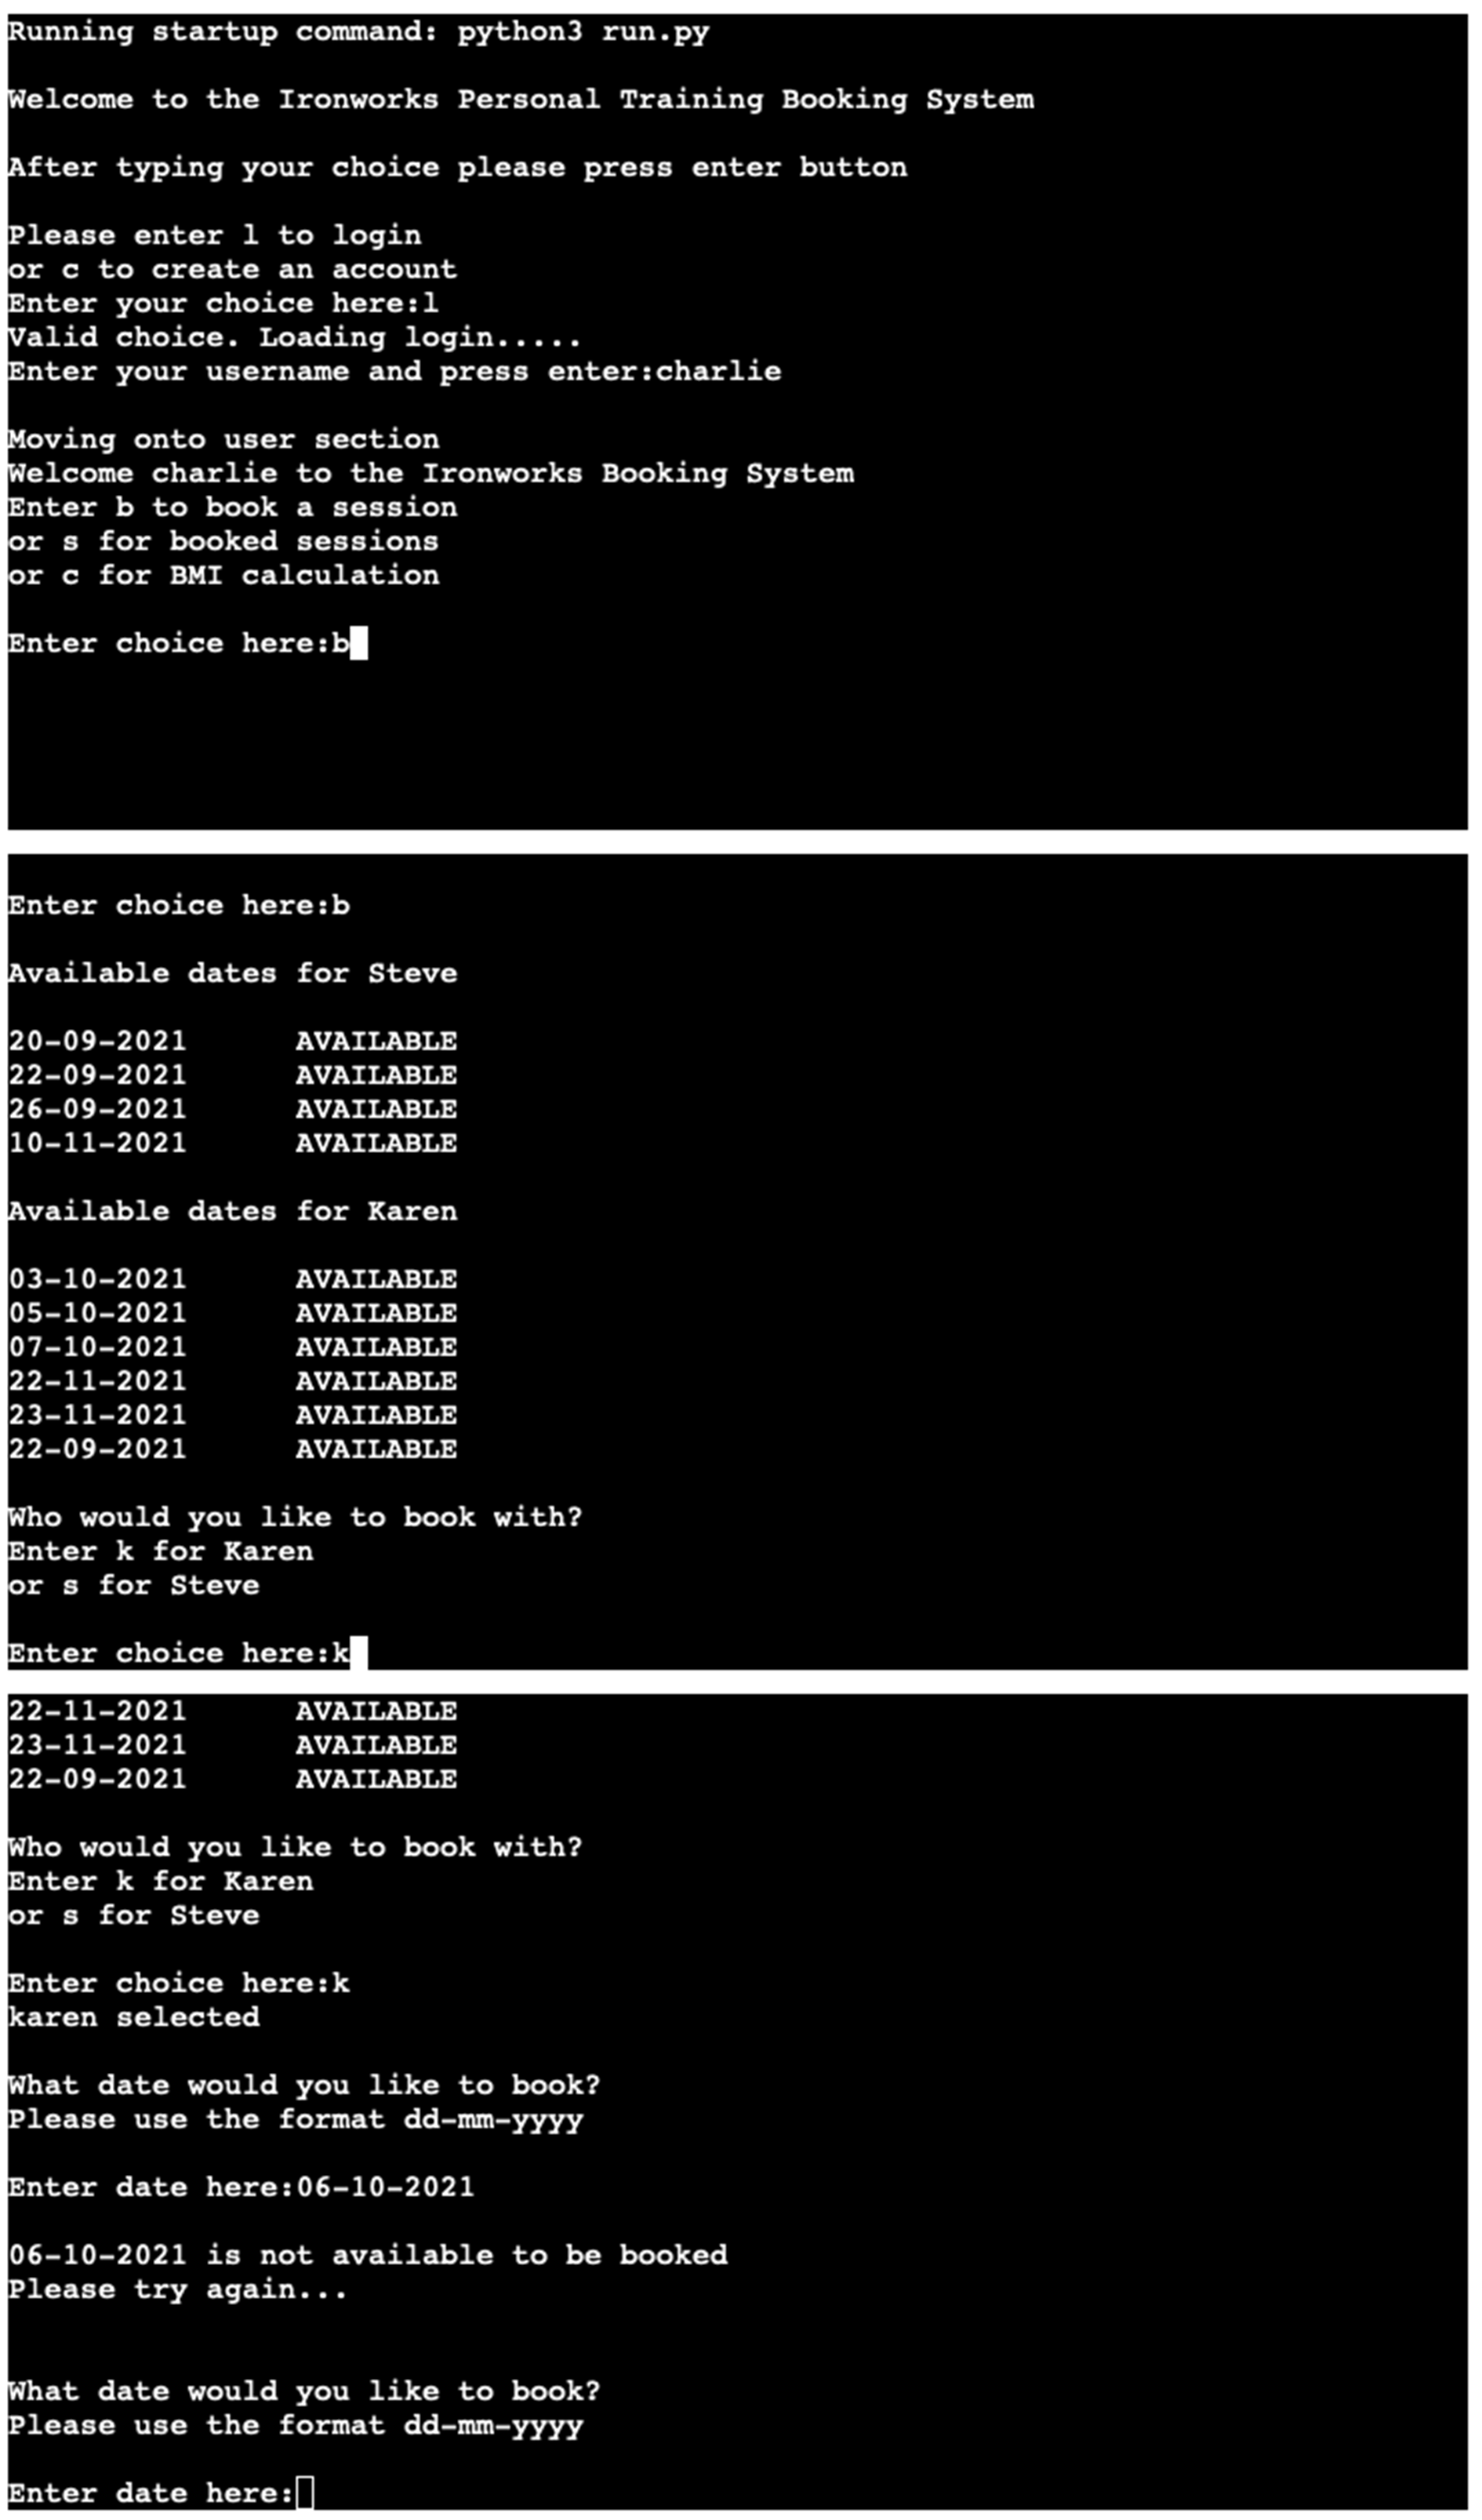 Running startup command: python3 run.py
Welcome to the Ironworks Personal Training Booking System
After typing your choice please press enter button
Please enter l to login
or c to create an account
Enter your choice here:l
Valid choice. Loading login.....
Enter your username and press enter:charlie
Moving onto user section
Welcome charlie to the Ironworks Booking System
Enter b to book a session
or s for booked sessions
or c for BMI calculation
Enter choice here:b
Enter choice here:b
Available dates for Steve
20-09-2021 AVAILABLE
22-09-2021 AVAILABLE
26-09-2021 AVAILABLE
10-11-2021 AVAILABLE
Available dates for Karen
03-10-2021 AVAILABLE
05-10-2021 AVAILABLE
07-10-2021 AVAILABLE
22-11-2021 AVAILABLE
23-11-2021 AVAILABLE
22-09-2021 AVAILABLE
Who would you like to book with?
Enter k for Karen
or s for Steve
Enter choice here:k
22-11-2021 AVAILABLE
23-11-2021 AVAILABLE
22-09-2021 AVAILABLE
Who would you like to book with?
Enter k for Karen
or s for Steve
Enter choice here:k
karen selected
What date would you like to book?
Please use the format dd-mm-yyyy
Enter date here:06-10-2021
06-10-2021 is not available to be booked
Please try again...
What date would you like to book?
Please use the format dd-mm-yyyy
Enter date here: